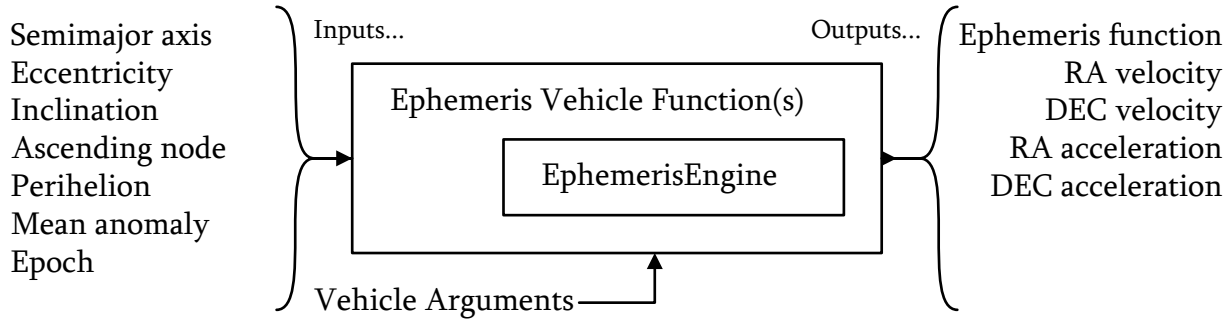 Inputs...
Semimajor axis
Eccentricity
Inclination
Ascending node
Perihelion
Mean anomaly
Epoch
Ephemeris Vehicle Function(s)
EphemerisEngine
Vehicle Arguments
Outputs...
Ephemeris function
RA velocity
DEC velocity
RA acceleration
DEC acceleration